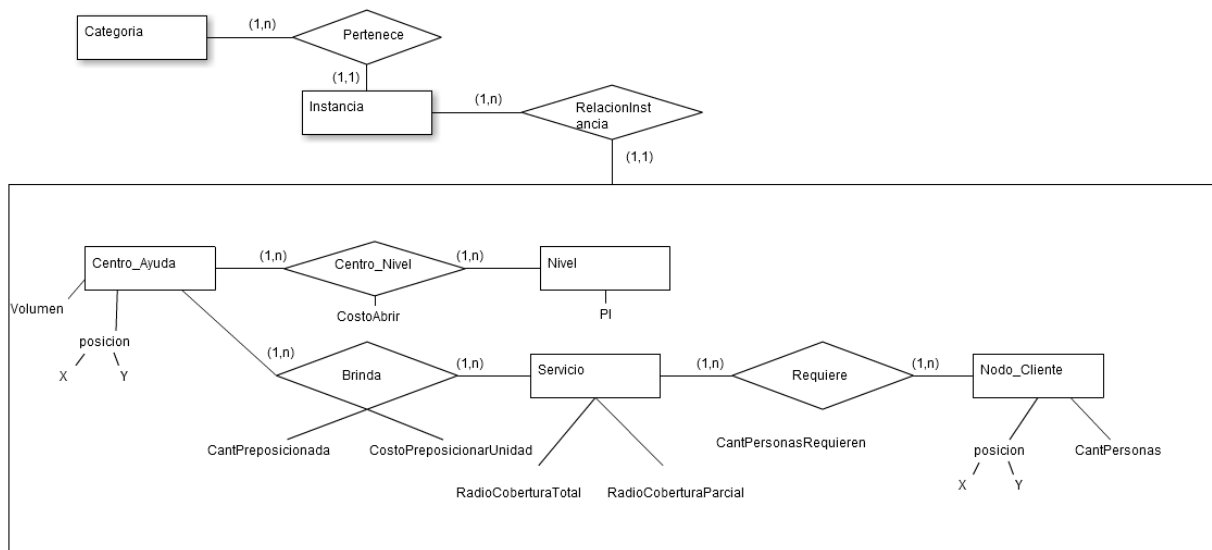 Categoria
(1,n)
Pertenece
(1,1)
Instancia
(1,n)
RelacionInst
ancia
(1,1)
Centro_Ayuda
(1,n)
Centro_Nivel
(1,n)
Nivel
Volumen
CostoAbrir
PI
posicion
X
Y
(1,n)
Brinda
(1,n)
Servicio
(1,n)
Requiere
(1,n)
Nodo_Cliente
CantPreposicionada
CostoPreposicionarUnidad
CantPersonasRequieren
posicion
CantPersonas
X
Y
RadioCoberturaTotal
RadioCoberturaParcial